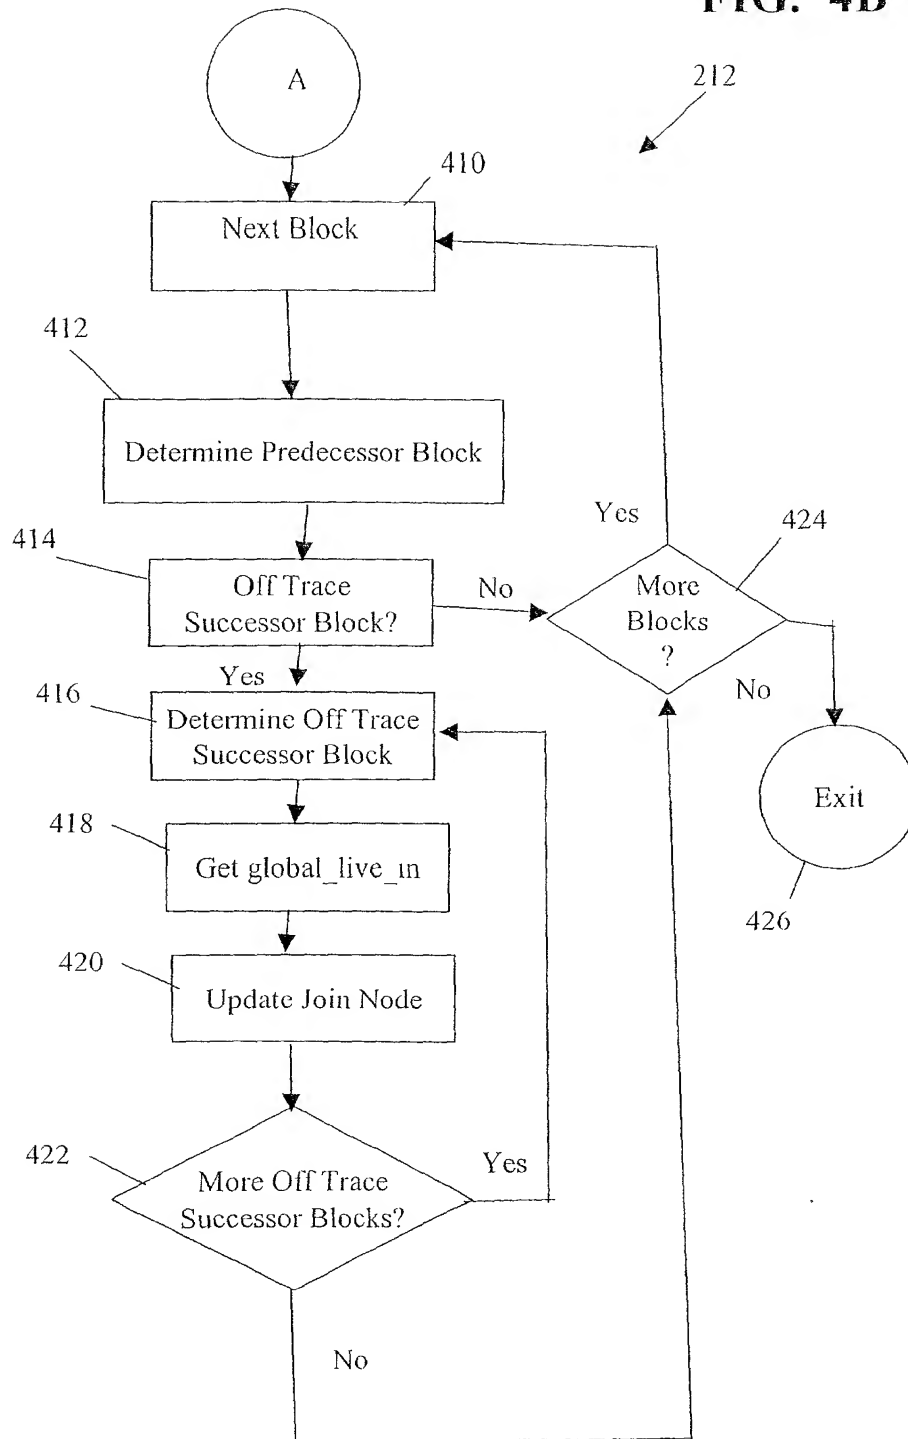 FIG. 4B
A
212
410
Next Block
412
Determine Predecessor Block
Yes
424
414
Off Trace
Successor Block?
No
More
Blocks
?
Yes
No
416
Determine Off Trace
Successor Block
Exit
418
Get global_live_in
426
420
Update Join Node
422
More Off Trace
Successor Blocks?
Yes
No